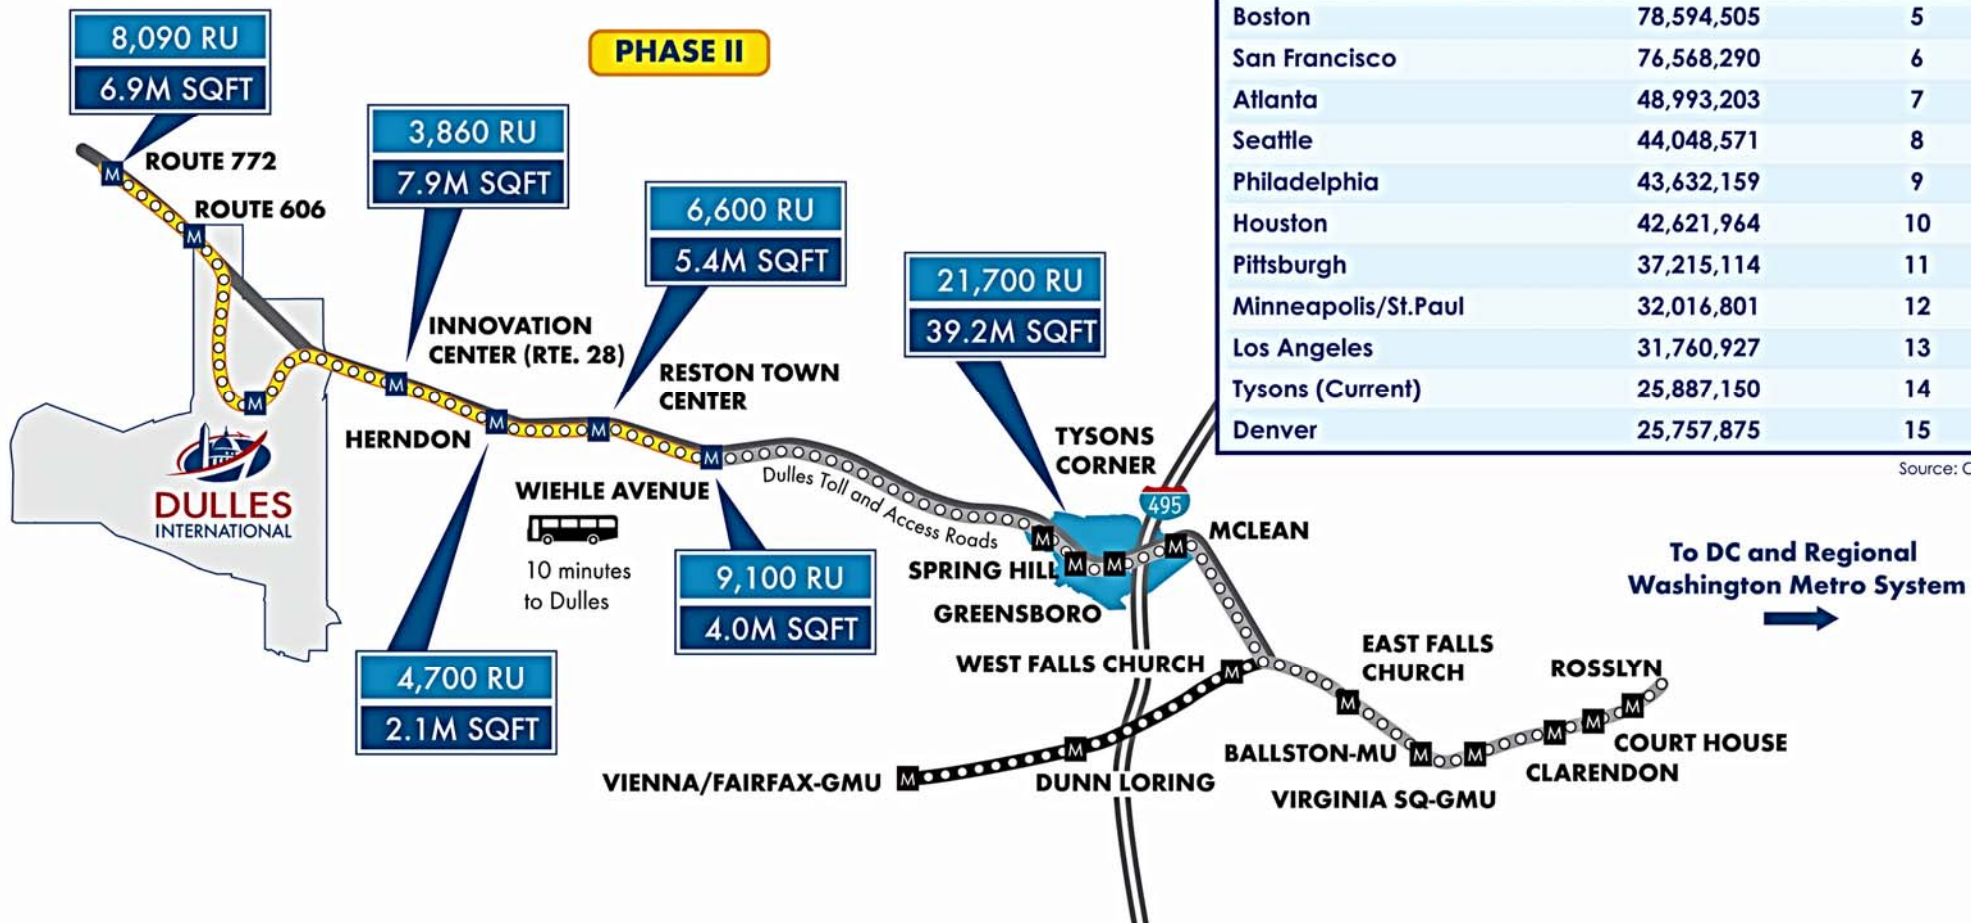 8,090 RU
6.9M SQFT
PHASE II
3,860 RU
7.9M SQFT
6,600 RU
5.4M SQFT
21,700 RU
39.2M SQFT
M
ROUTE 772
M
ROUTE 606
M
INNOVATION
CENTER (RTE. 28)
M
HERNDON
M
RESTON TOWN
CENTER
M
WIEHLE AVENUE
M
DULLES
INTERNATIONAL
10 minutes
to Dulles
Dulles Toll and Access Roads
9,100 RU
4.0M SQFT
4,700 RU
2.1M SQFT
TYSONS
CORNER
495
M
SPRING HILL
M
M
GREENSBORO
M
MCLEAN
WEST FALLS CHURCH
M
EAST FALLS
CHURCH
M
ROSSLYN
M
M
COURT HOUSE
M
CLARENDON
BALLSTON-MU
M
M
VIRGINIA SQ-GMU
VIENNA/FAIRFAX-GMU
M
M
DUNN LORING
Boston 78,594,505 5
San Francisco 76,568,290 6
Atlanta 48,993,203 7
Seattle 44,048,571 8
Philadelphia 43,632,159 9
Houston 42,621,964 10
Pittsburgh 37,215,114 11
Minneapolis/St.Paul 32,016,801 12
Los Angeles 31,760,927 13
Tysons (Current) 25,887,150 14
Denver 25,757,875 15
Source:
To DC and Regional
Washington Metro System